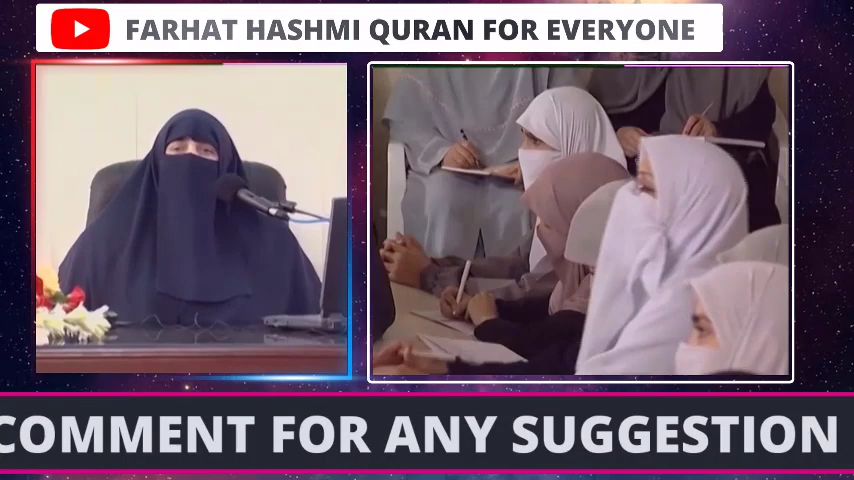 FARHAT HASHMI QURAN FOR EVERYONE
COMMENT FOR ANY SUGGESTION